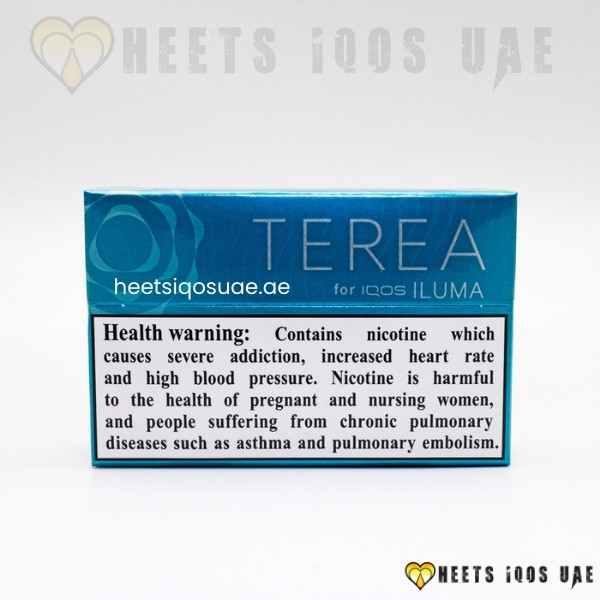 HEETS iQOS UAE
TEREA
heetsiqosuae.ae
for IQOS ILUMA
Health warning: Contains nicotine which
causes severe addiction, increased heart rate
and high blood pressure. Nicotine is harmful
to the health of pregnant and nursing women,
and people suffering from chronic pulmonary
diseases such as asthma and pulmonary embolism.
HEETS iQOS UAE